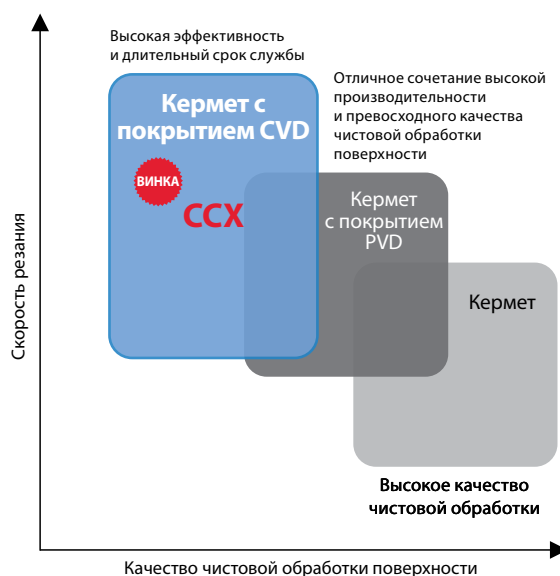 Высокая эффективность
и длительный срок службы
Отличное сочетание высокой
производительности
и превосходного качества
чистовой обработки
поверхности
Кермет с
покрытием CVD
ВИНКА
CCX
Кермет
с покрытием
PVD
Кермет
Высокое качество
чистовой обработки
Скорость резания
Качество чистовой обработки поверхности